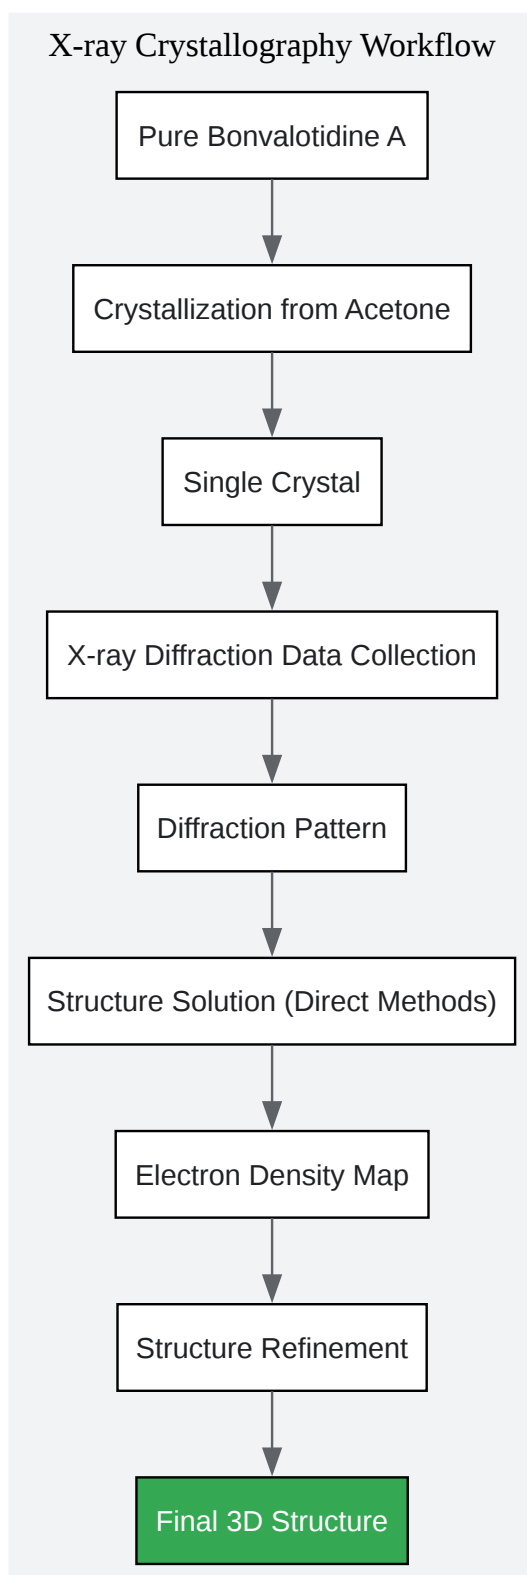 X-ray Crystallography Workflow
Pure Bonvalotidine A
Crystallization from Acetone
Single Crystal
X-ray Diffraction Data Collection
Diffraction Pattern
Structure Solution (Direct Methods)
Electron Density Map
Structure Refinement
Final 3D Structure